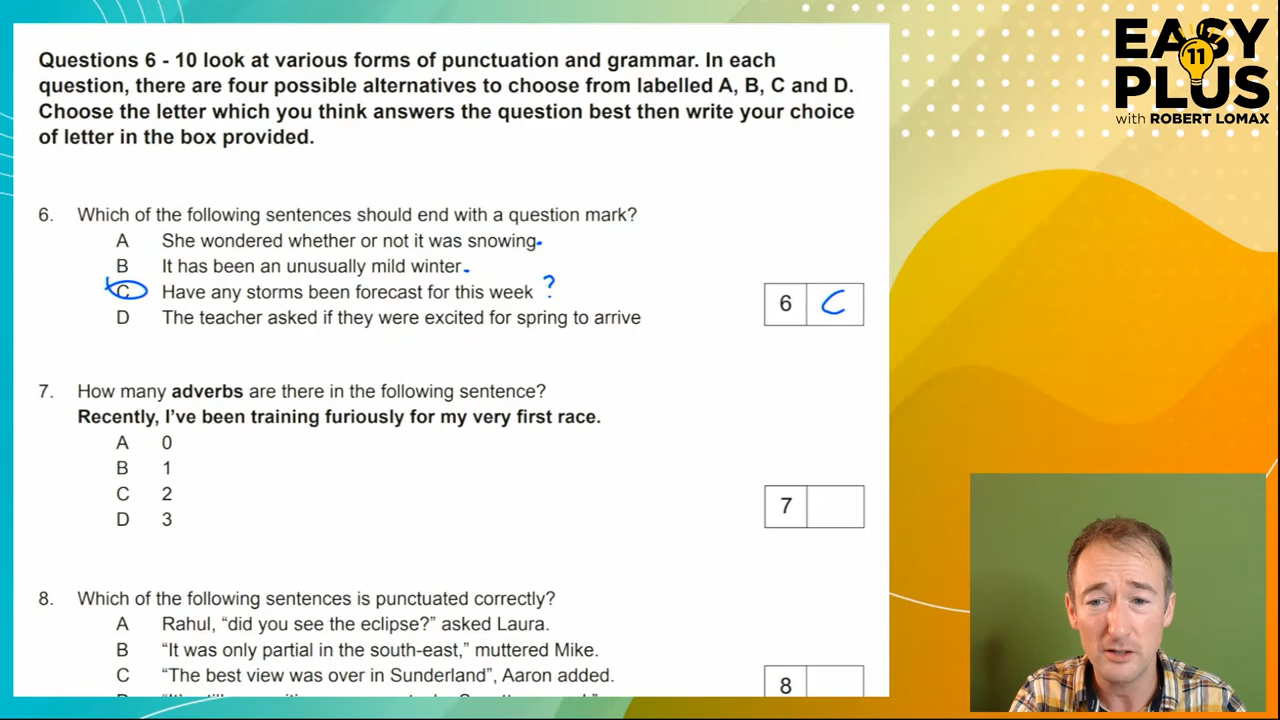 Questions 6 - 10 look at various forms of punctuation and grammar. In each
question, there are four possible alternatives to choose from labelled A, B, C and D.
Choose the letter which you think answers the question best then write your choice
of letter in the box provided.
6. Which of the following sentences should end with a question mark?
A She wondered whether or not it was snowing.
B It has been an unusually mild winter.
C Have any storms been forecast for this week ?
D The teacher asked if they were excited for spring to arrive
6 C
7. How many adverbs are there in the following sentence?
Recently, I've been training furiously for my very first race.
A 0
B 1
C 2
D 3
7
8. Which of the following sentences is punctuated correctly?
A Rahul, “did you see the eclipse?” asked Laura.
B “It was only partial in the south-east,” muttered Mike.
C “The best view was over in Sunderland”, Aaron added.
8
EASY
11
PLUS
with ROBERT LOMAX